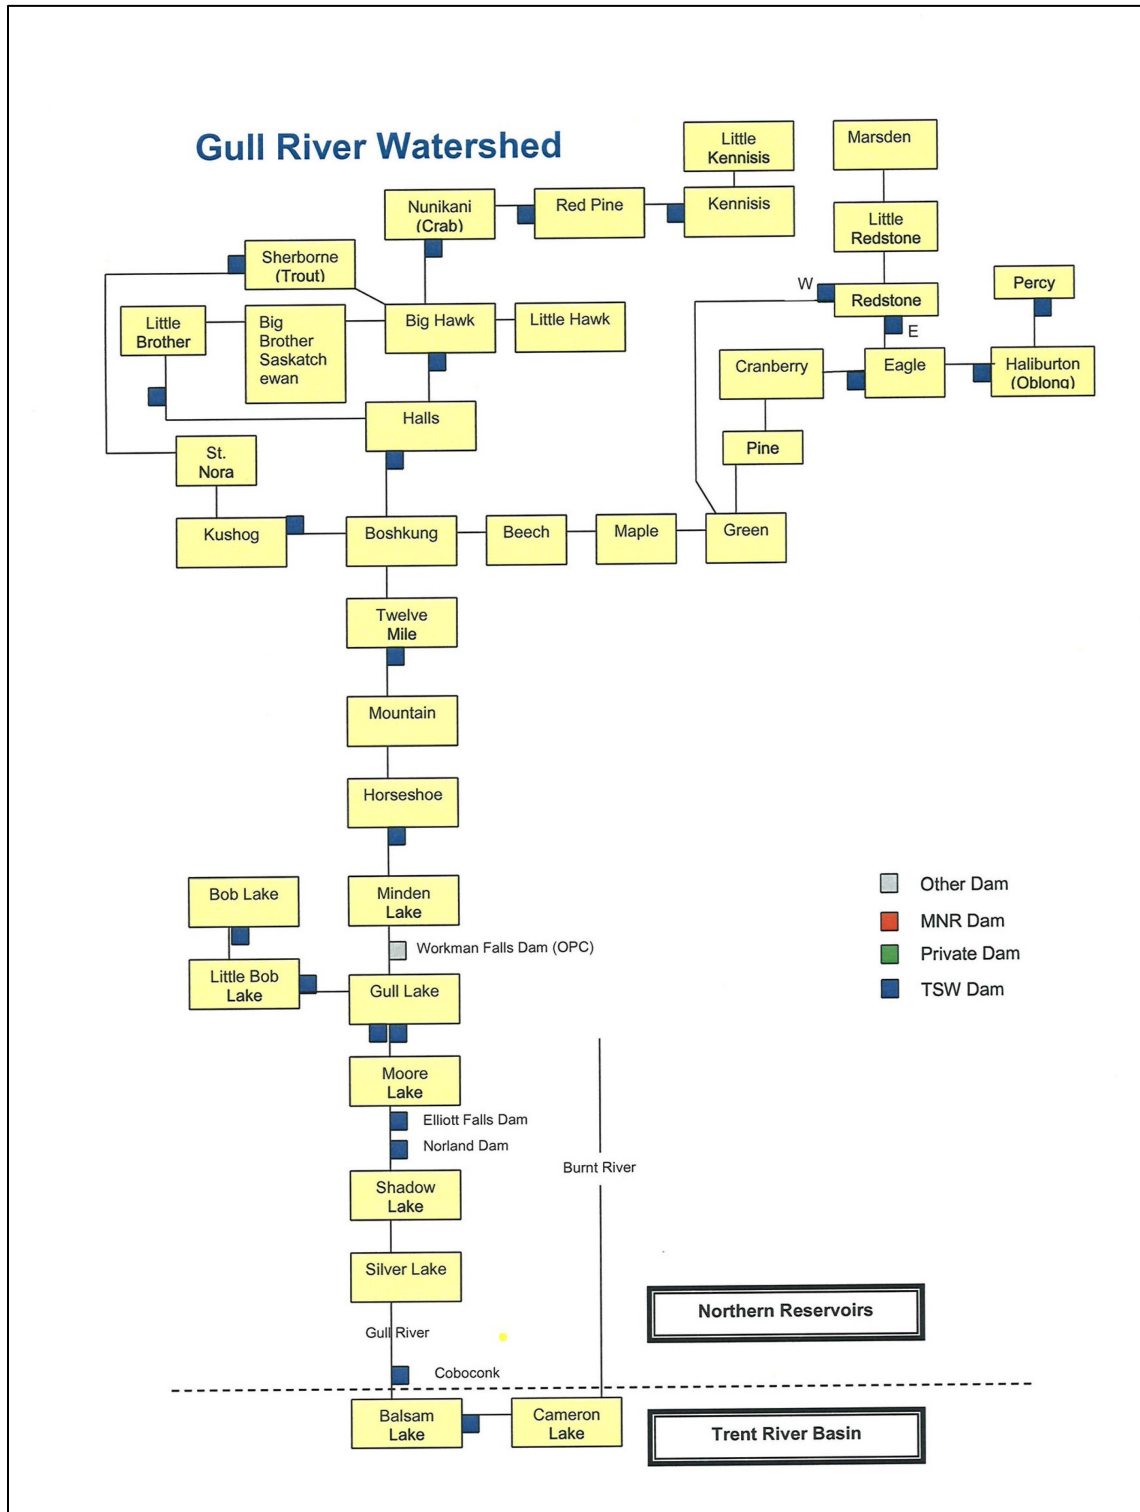 Gull River Watershed
Little
Kennisis
Marsden
Nunikani
(Crab)
Red Pine
Kennisis
Little
Redstone
Sherborne
(Trout)
W
Redstone
E
Percy
Little
Brother
Big
Brother
Saskatch
ewan
Big Hawk
Little Hawk
Cranberry
Eagle
Haliburton
(Oblong)
Halls
St.
Nora
Pine
Kushog
Boshkung
Beech
Maple
Green
Twelve
Mile
Mountain
Horseshoe
Bob Lake
Minden
Lake
Other Dam
MNR Dam
Private Dam
TSW Dam
Workman Falls Dam (OPC)
Little Bob
Lake
Gull Lake
Moore
Lake
Elliott Falls Dam
Norland Dam
Burnt River
Shadow
Lake
Silver Lake
Northern Reservoirs
Gull River
Coboconk
Balsam
Lake
Cameron
Lake
Trent River Basin